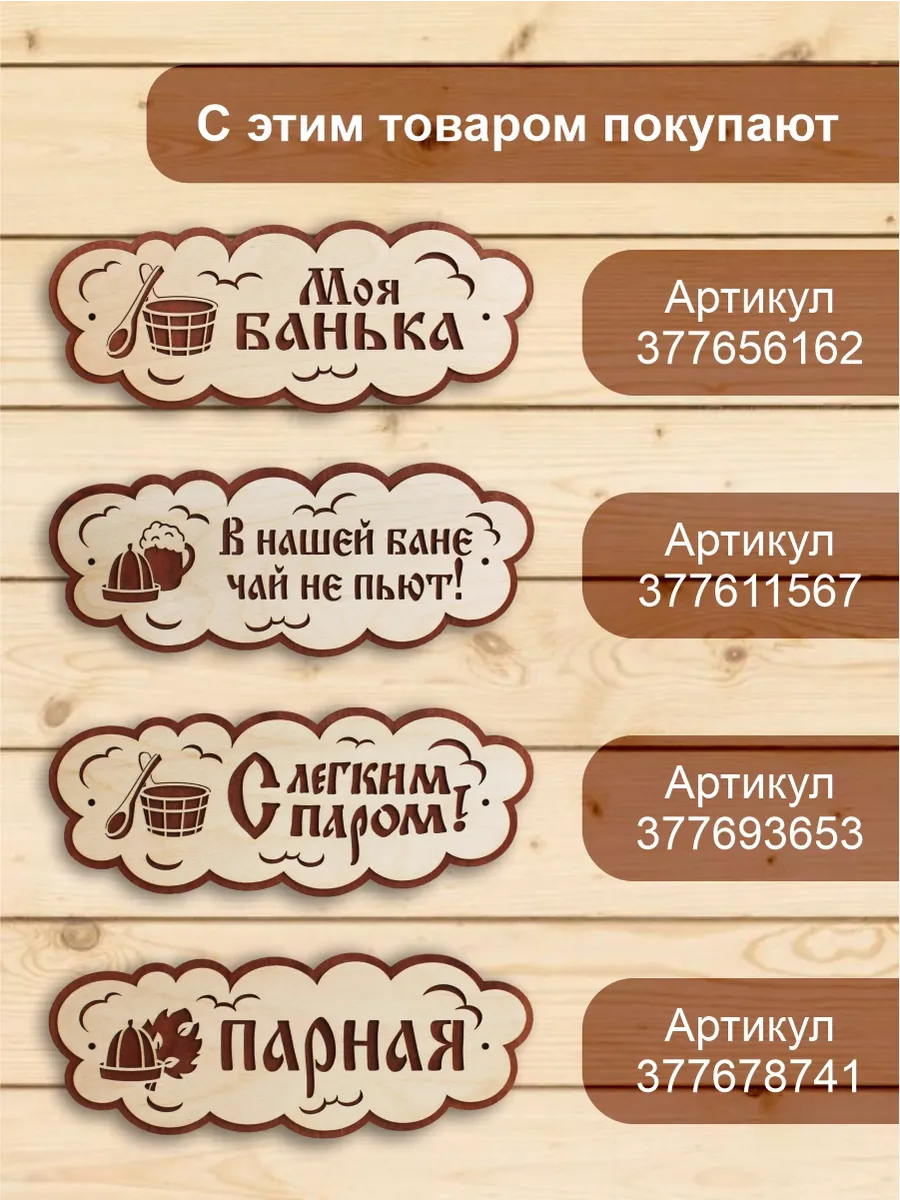 С этим товаром покупают
Моя
БАНЬКА
Артикул
377656162
В НАШЕЙ БАНЕ
ЧАЙ НЕ ПЬЮТ!
Артикул
377611567
С ЛЕГКИМ
ПАРОМ!
Артикул
377693653
ПАРНАЯ
Артикул
377678741